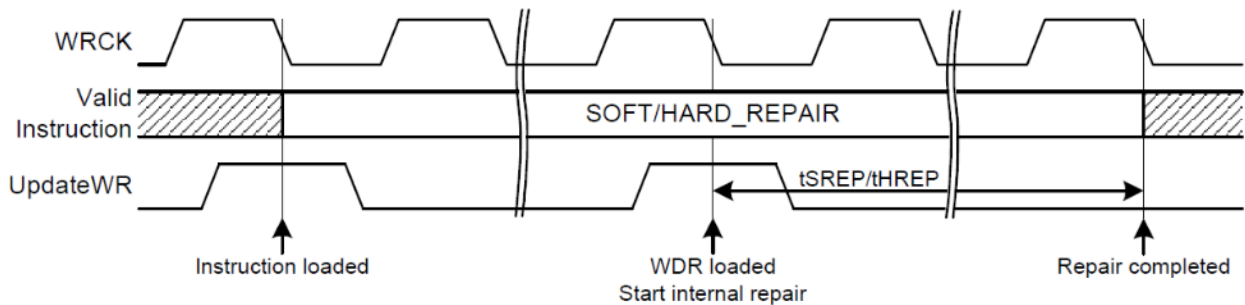 WRCK
Valid
Instruction
SOFT/HARD_REPAIR
UpdateWR
tSREP/tHREP
Instruction loaded
WDR loaded
Start internal repair
Repair completed